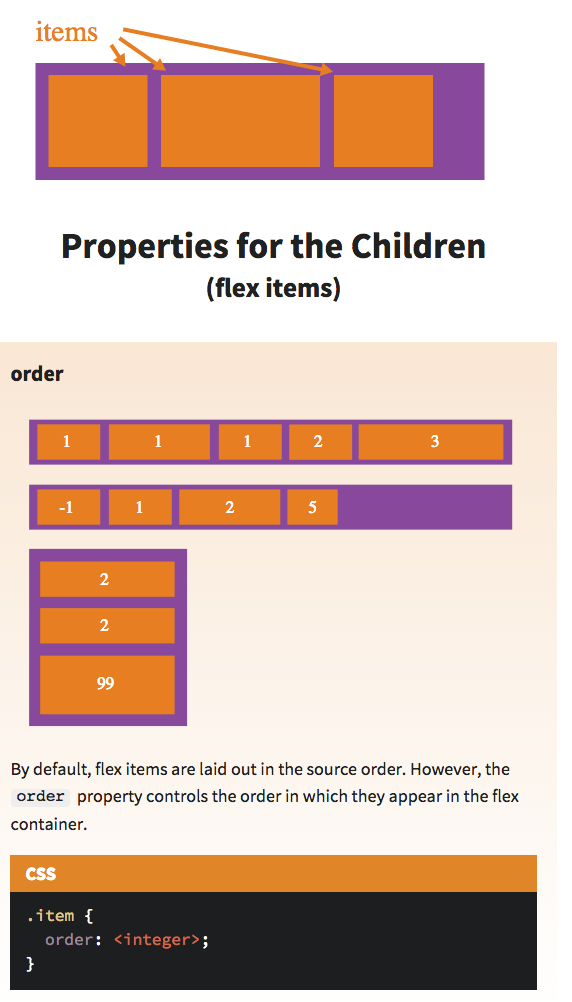 items
Properties for the Children
(flex items)
order
1 1 1 2 3
-1 1 2 5
2
2
99
By default, flex items are laid out in the source order. However, the
order property controls the order in which they appear in the flex
container.
CSS
.item {
  order: <integer>;
}